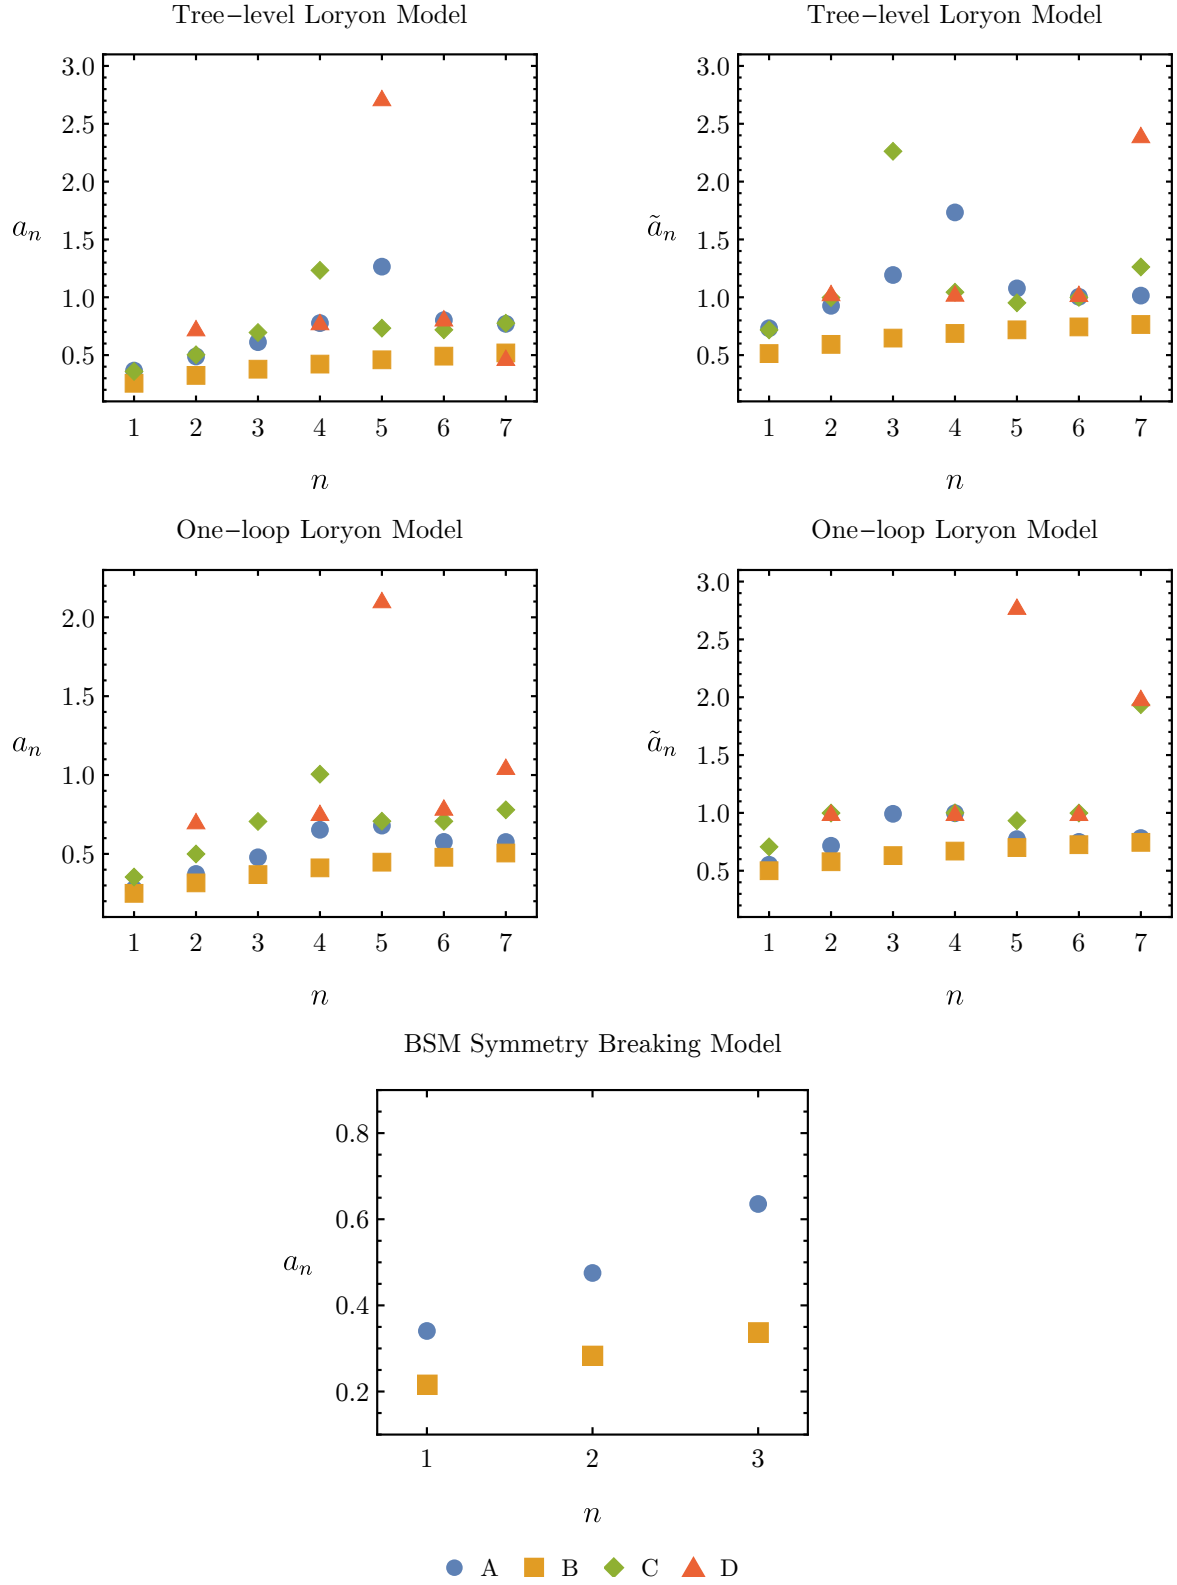 Tree−level Loryon Model
3.0
2.5
2.0
1.5
1.0
0.5
aₙ
1 2 3 4 5 6 7
n
Tree−level Loryon Model
3.0
2.5
2.0
1.5
1.0
0.5
ãₙ
1 2 3 4 5 6 7
n
One−loop Loryon Model
2.0
1.5
1.0
0.5
aₙ
1 2 3 4 5 6 7
n
One−loop Loryon Model
3.0
2.5
2.0
1.5
1.0
0.5
ãₙ
1 2 3 4 5 6 7
n
BSM Symmetry Breaking Model
0.8
0.6
0.4
0.2
aₙ
1 2 3
n
A B C D